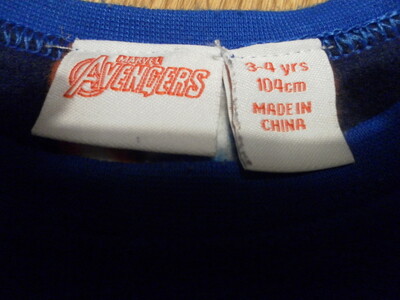 MARVEL
AVENGERS
3-4 yrs
104cm
MADE IN
CHINA